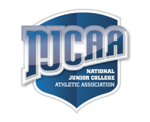 NJCAA
NATIONAL
JUNIOR COLLEGE
ATHLETIC ASSOCIATION